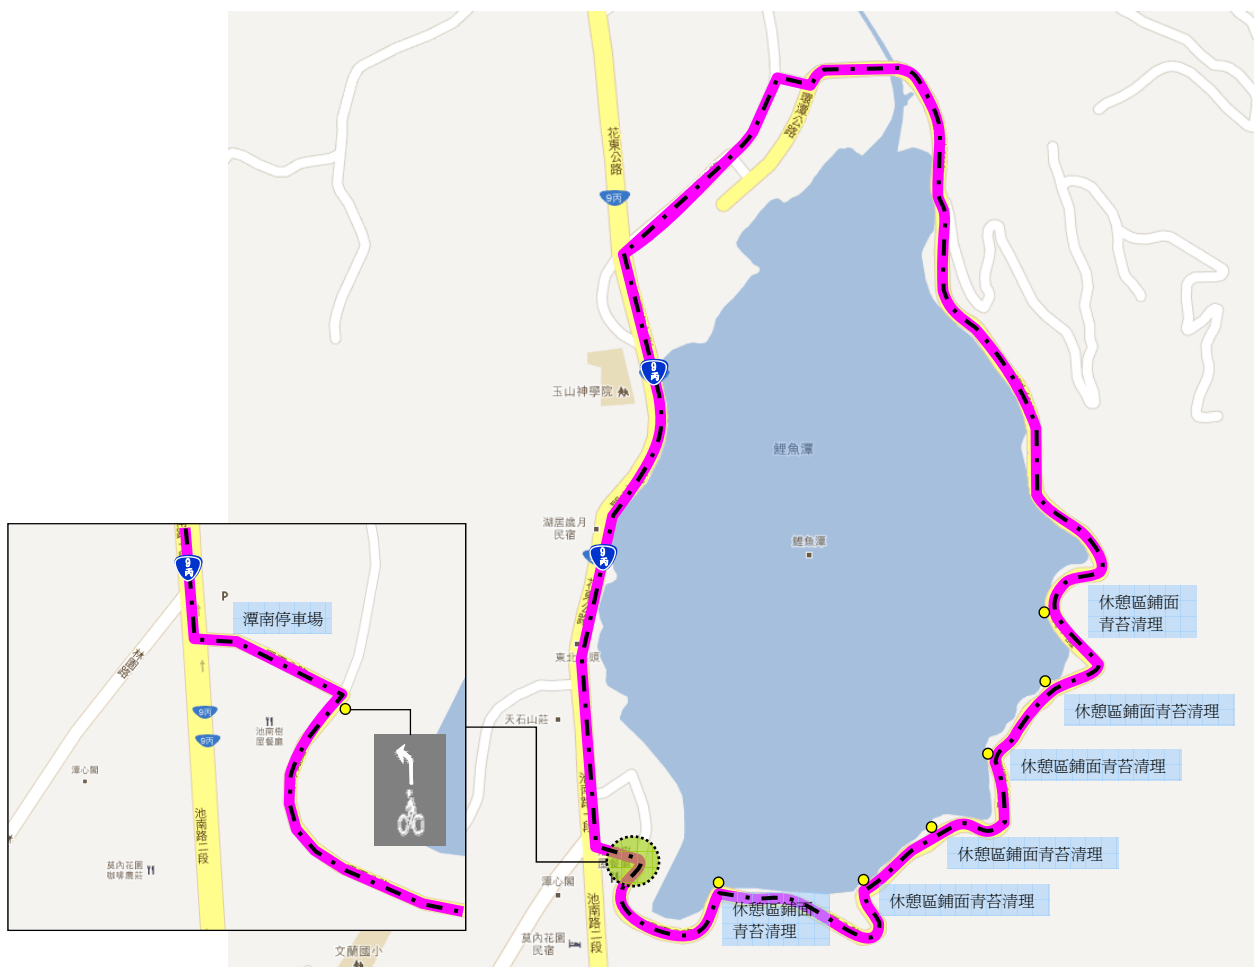 環潭公路
花東公路
9丙
9
丙
玉山神學院
鯉魚潭
湖居歲月
民宿
鯉魚潭
9
丙
休憩區鋪面
青苔清理
東北
頭
休憩區鋪面青苔清理
天石山莊
休憩區鋪面青苔清理
池南路二段
休憩區鋪面青苔清理
潭心閣
休憩區鋪面青苔清理
池南路二段
休憩區鋪面
青苔清理
莫內花園
民宿
文蘭國小
9
丙
P
潭南停車場
林園路
9丙
9丙
池南樹
屋餐廳
潭心閣
池南路二段
莫內花園
咖啡農莊